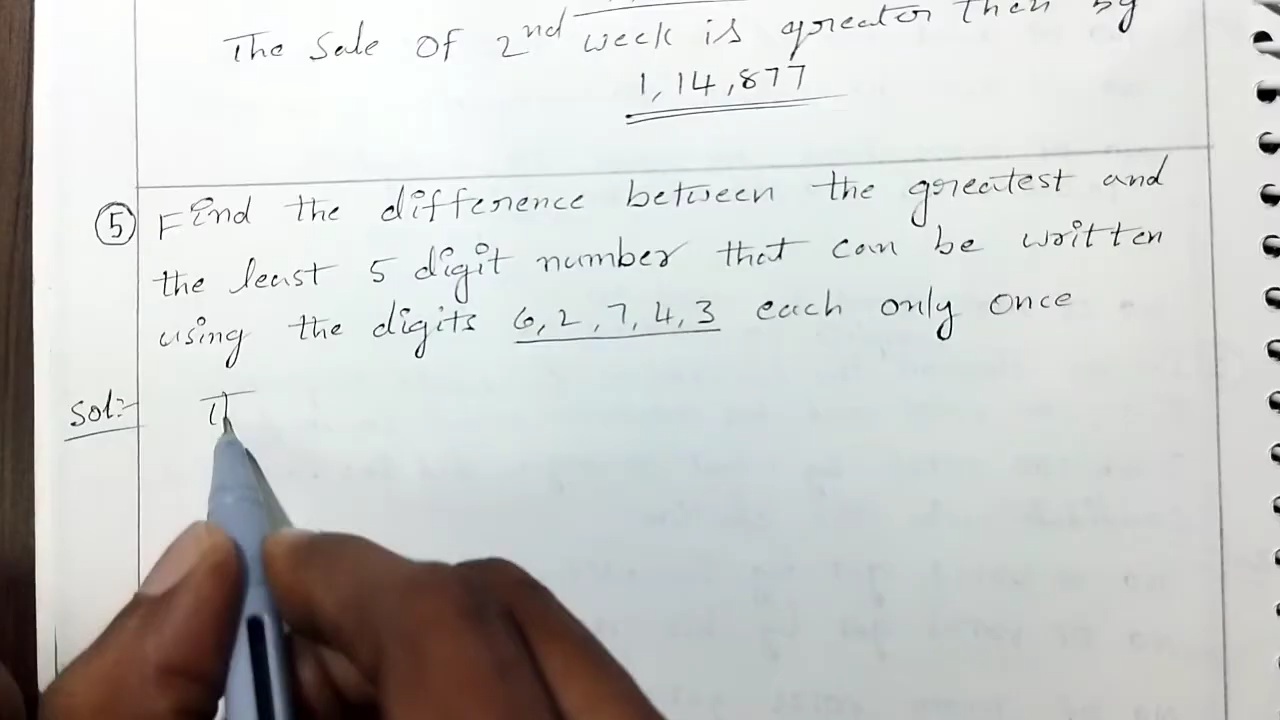 The Sale of 2nd week is greater then by
1,14,877
5 Find the difference between the greatest and
the least 5 digit number that can be written
using the digits 6,2,7,4,3 each only once
Sol:-